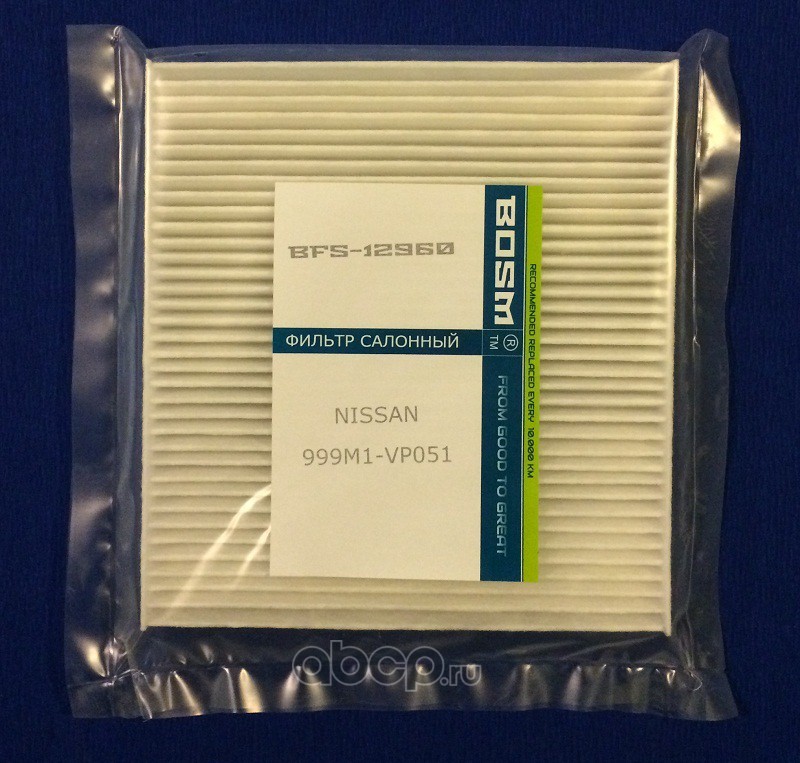 BFS-12960
ФИЛЬТР САЛОННЫЙ
NISSAN
999M1-VP051
BOSM
® TM
FROM GOOD TO GREAT
RECOMMENDED REPLACED EVERY 10.000 KM
abcp.ru